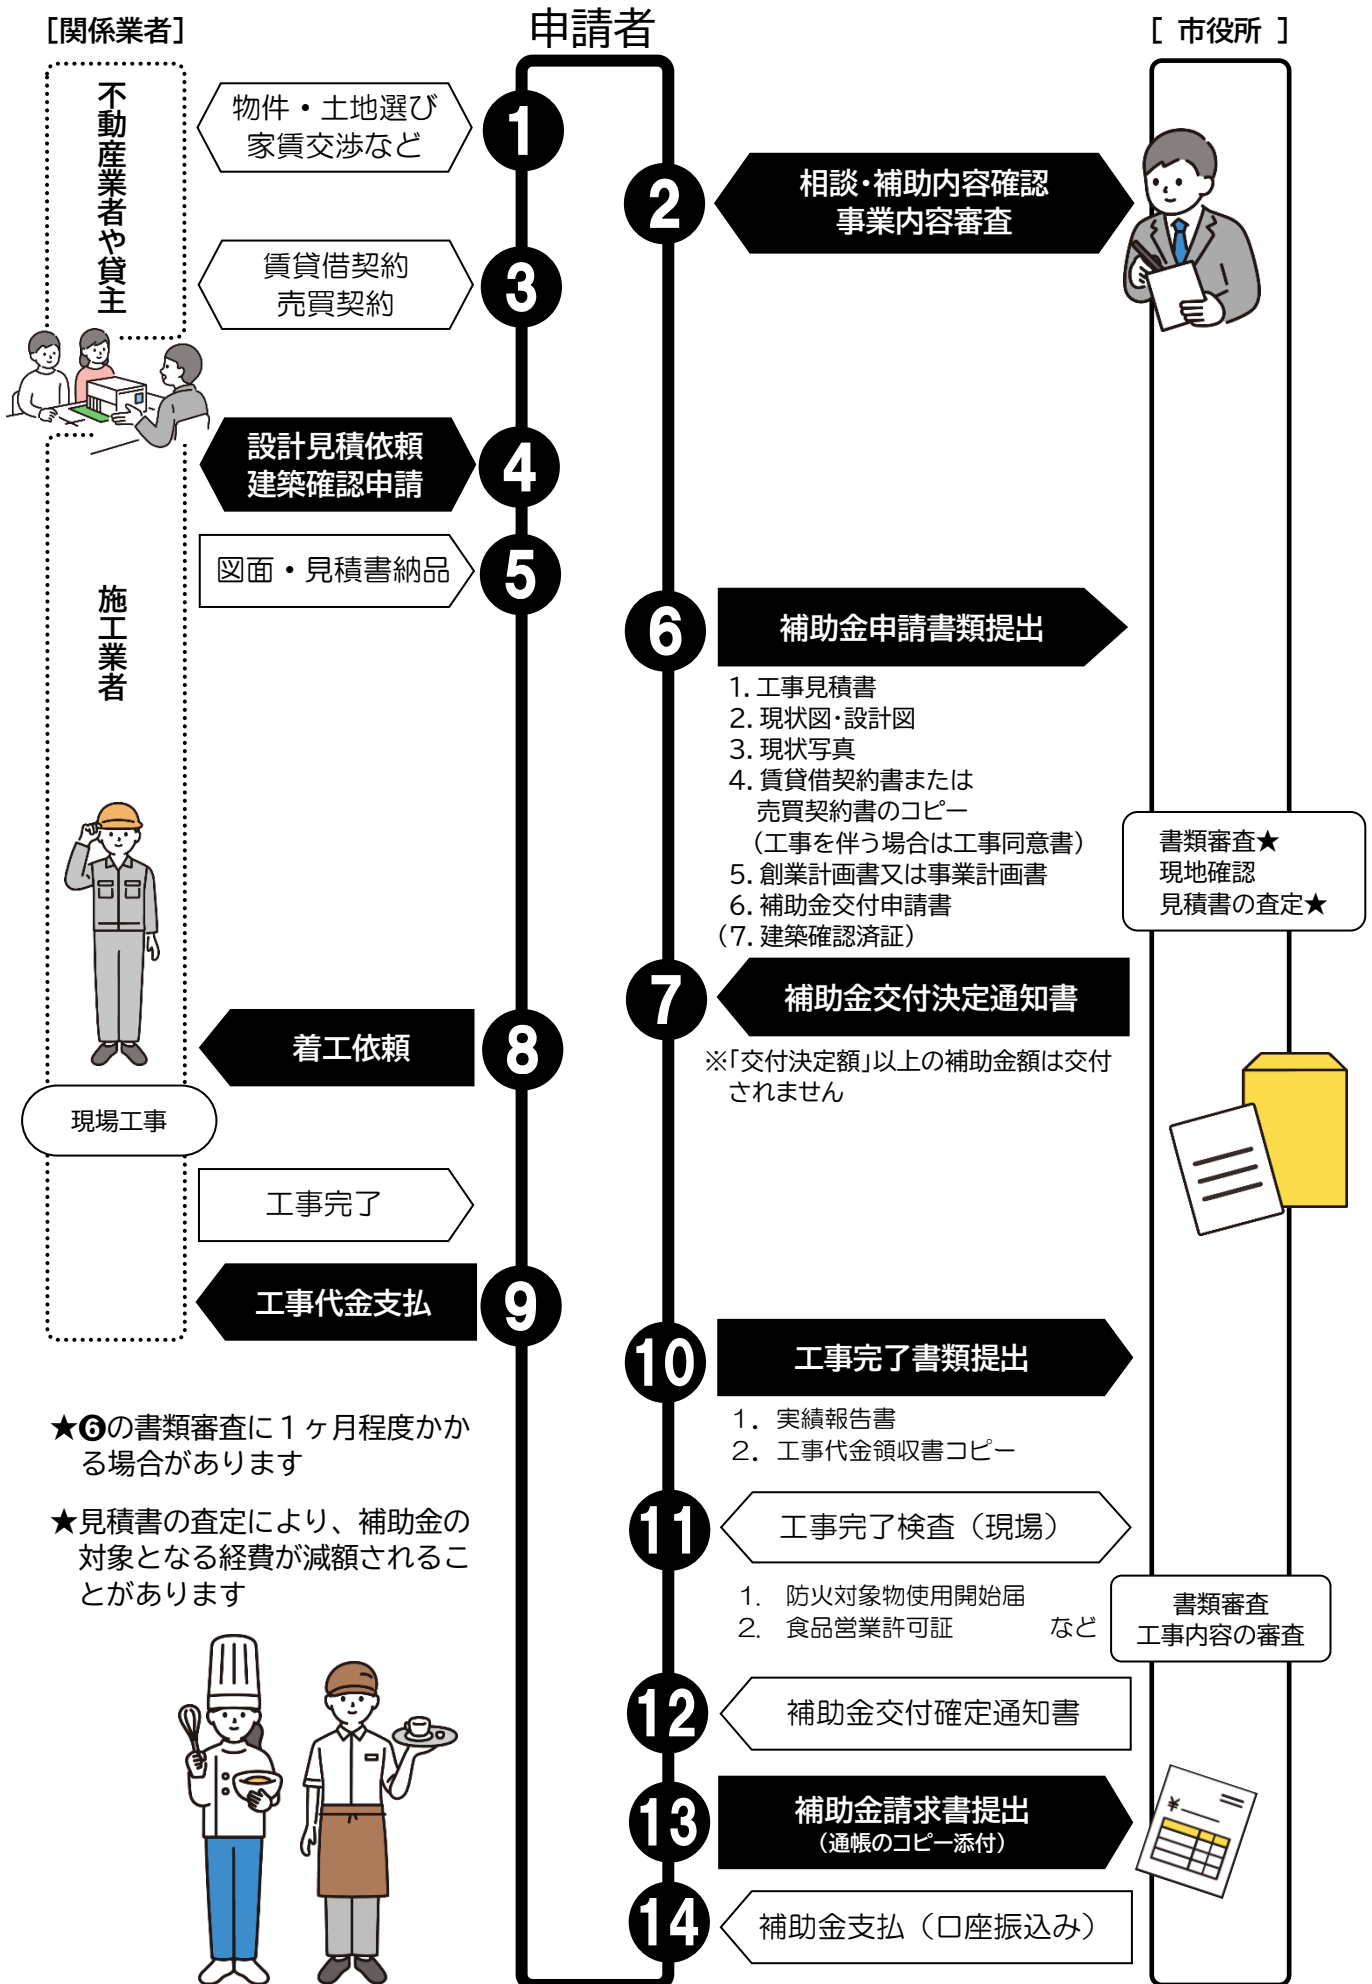 [関係業者]
申請者
[ 市役所 ]
不動産業者や貸主
物件・土地選び
家賃交渉など
1
2
相談・補助内容確認
事業内容審査
賃貸借契約
売買契約
3
設計見積依頼
建築確認申請
4
図面・見積書納品
5
施工業者
6
補助金申請書類提出
1. 工事見積書
2. 現状図・設計図
3. 現状写真
4. 賃貸借契約書または
売買契約書のコピー
(工事を伴う場合は工事同意書)
5. 創業計画書又は事業計画書
6. 補助金交付申請書
(7. 建築確認済証)
書類審査★
現地確認
見積書の査定★
7
補助金交付決定通知書
※「交付決定額」以上の補助金額は交付
されません
着工依頼
8
現場工事
工事完了
工事代金支払
9
10
工事完了書類提出
1. 実績報告書
2. 工事代金領収書コピー
★❻の書類審査に1ヶ月程度かか
る場合があります
★見積書の査定により、補助金の
対象となる経費が減額されるこ
とがあります
11
工事完了検査（現場）
1. 防火対象物使用開始届
2. 食品営業許可証 など
書類審査
工事内容の審査
12
補助金交付確定通知書
13
補助金請求書提出
(通帳のコピー添付)
¥
14
補助金支払（口座振込み）